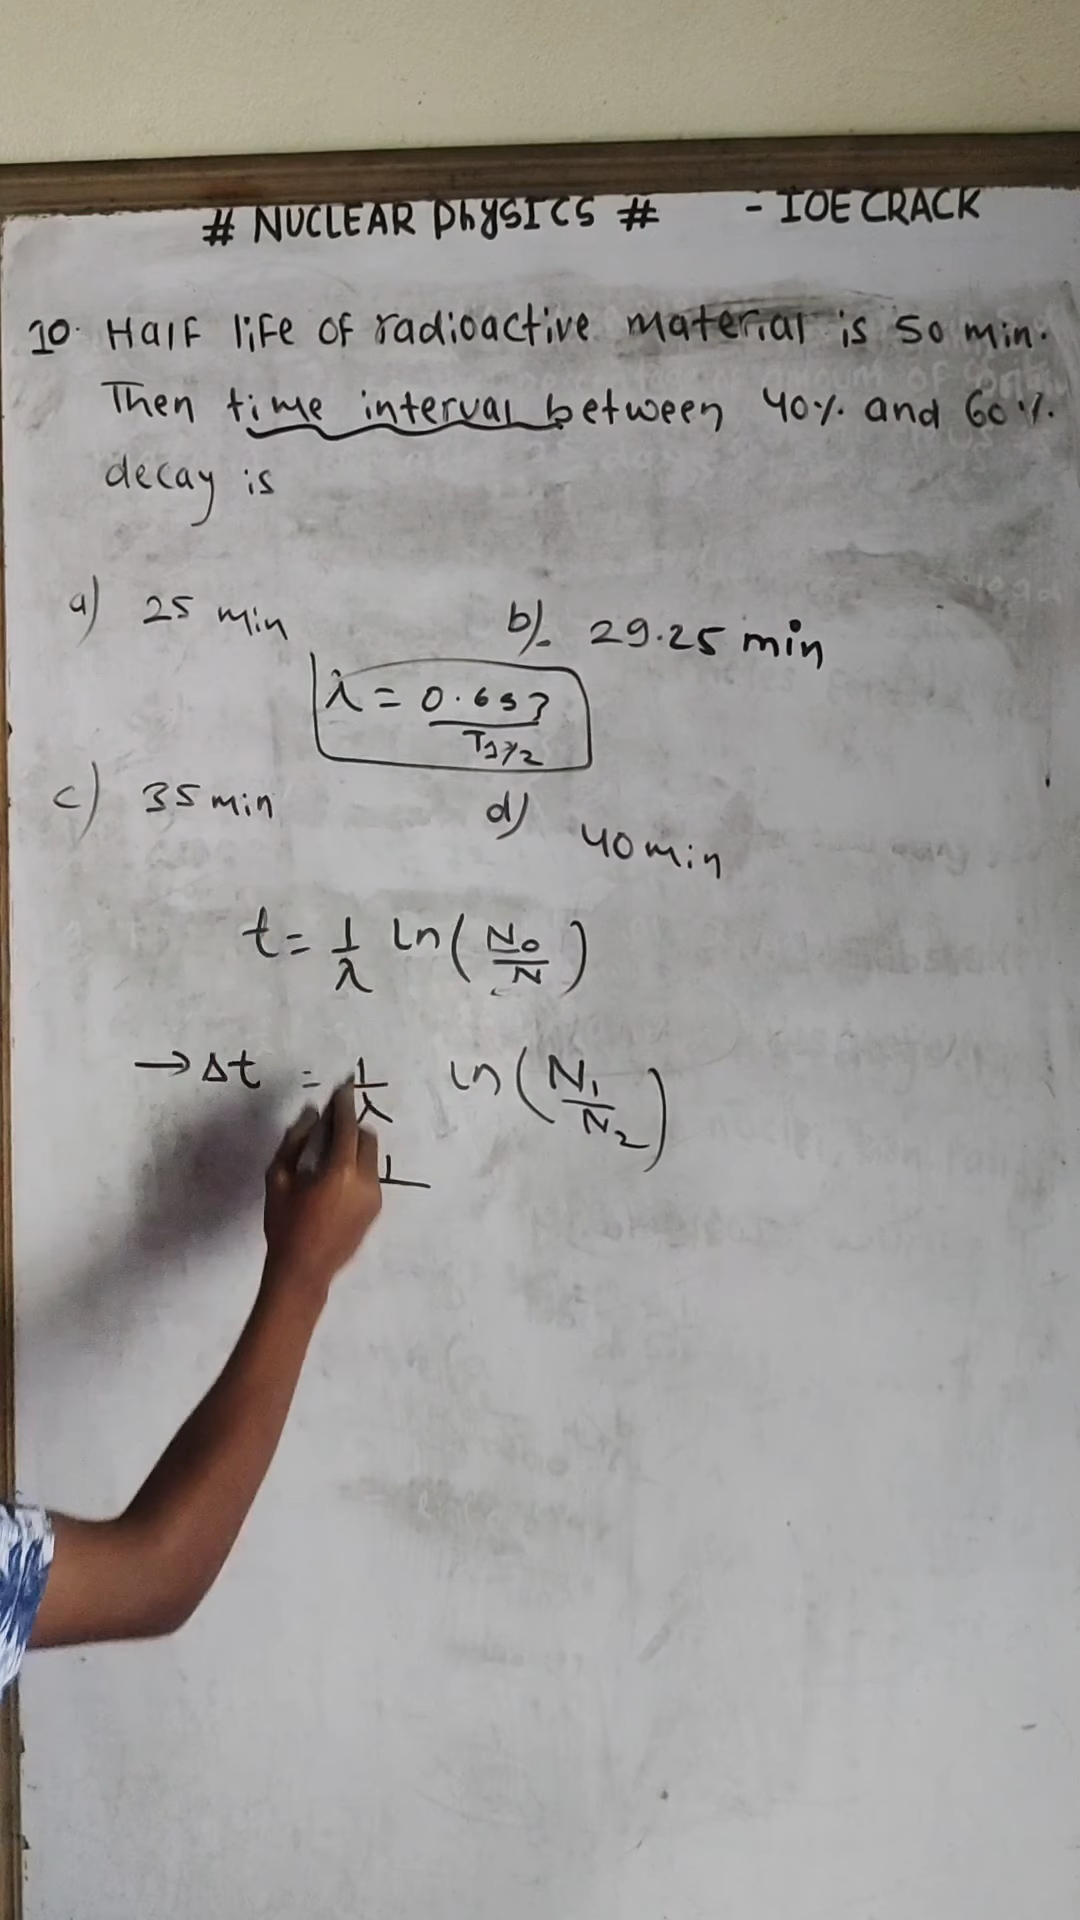 # NUCLEAR PhYSICS # - IOE CRACK
10. Half life of radioactive material is 50 min.
Then time interval between 40% and 60%
decay is
a) 25 min b) 29.25 min
λ = 0.693 / T1/2
c) 35 min d) 40 min
t = 1/λ ln(N0/N)
→ Δt = 1/λ ln(N1/N2)
1